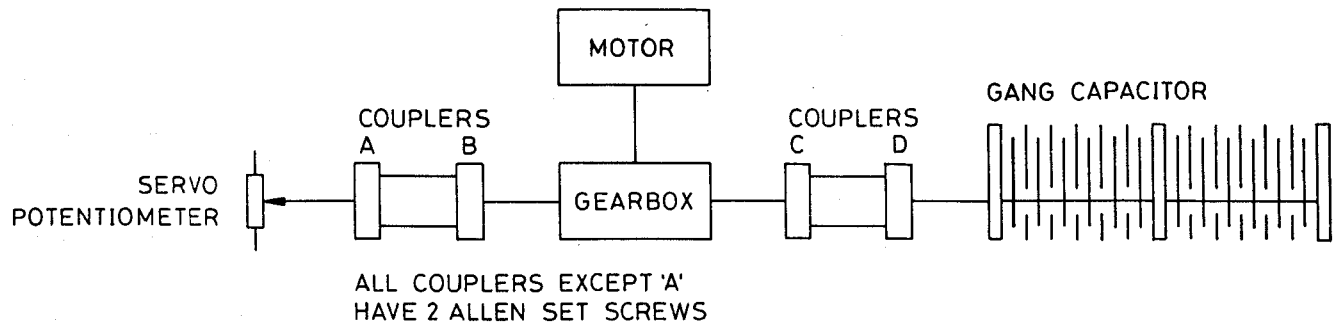 MOTOR
GANG CAPACITOR
COUPLERS
A B
COUPLERS
C D
SERVO
POTENTIOMETER
GEARBOX
ALL COUPLERS EXCEPT 'A'
HAVE 2 ALLEN SET SCREWS